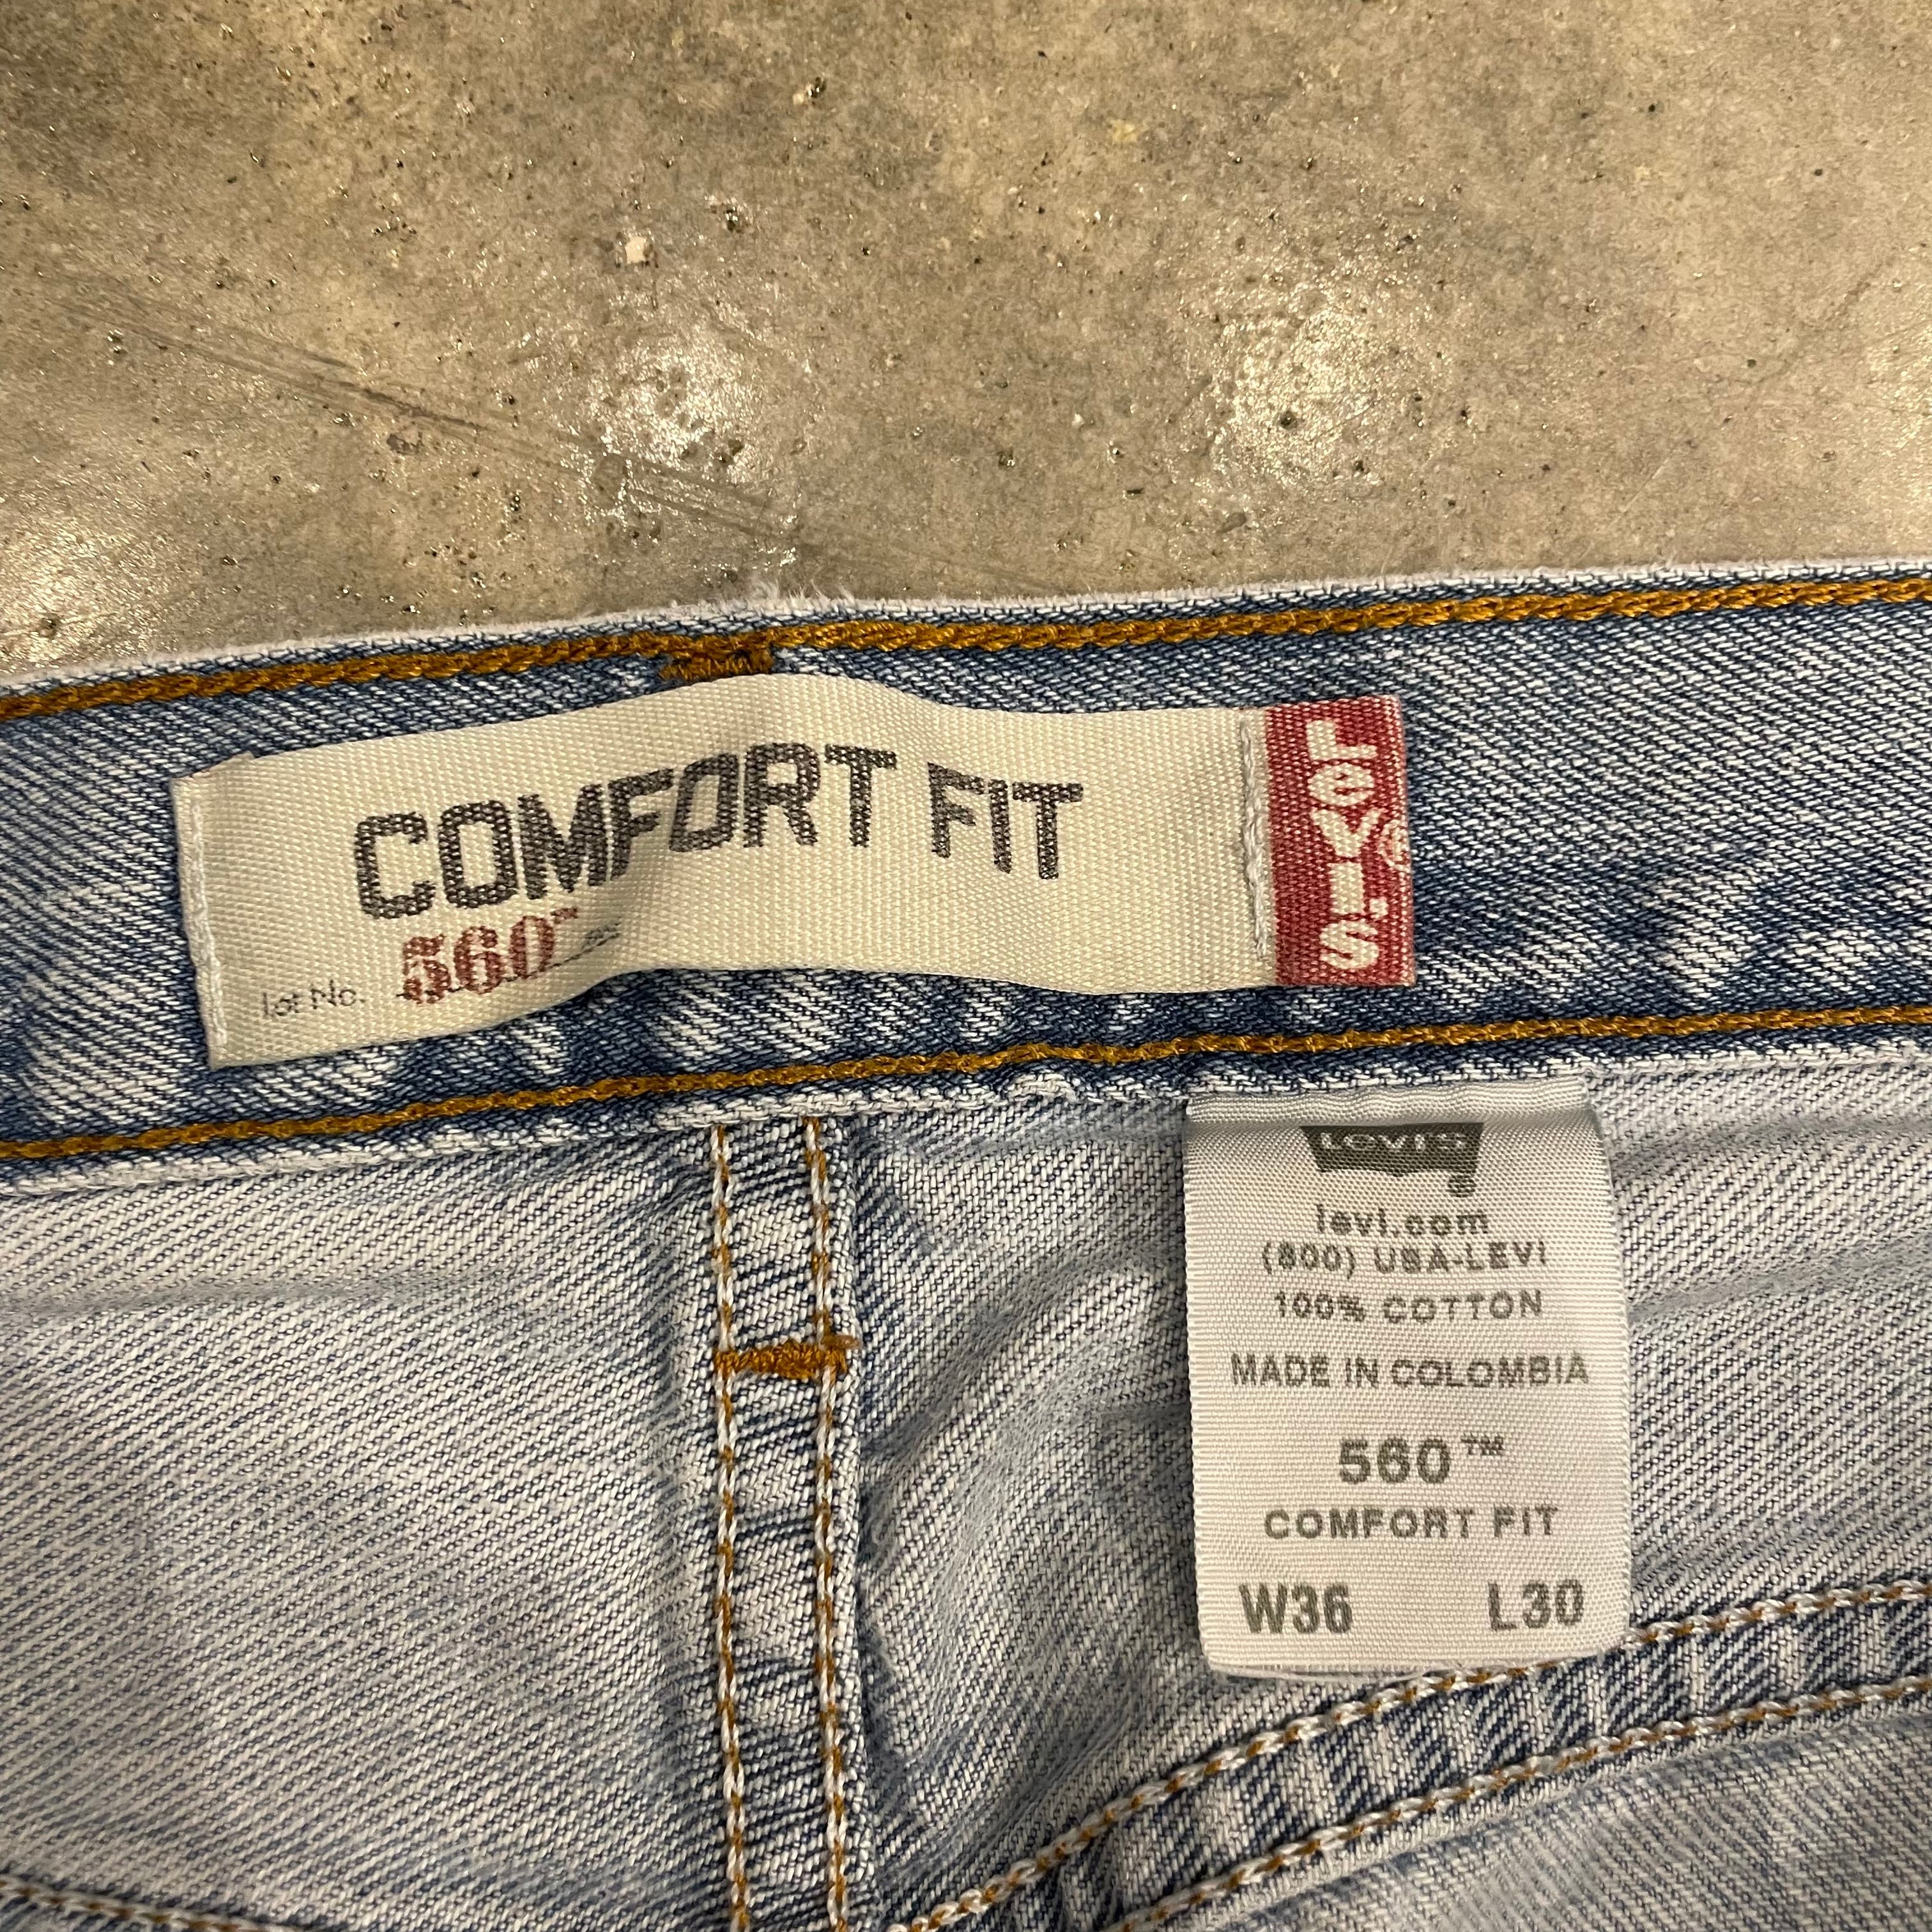 COMFORT FIT
Lot No. 560™
Levi's®
Levi's
levi.com
(800) USA-LEVI
100% COTTON
MADE IN COLOMBIA
560™
COMFORT FIT
W36 L30